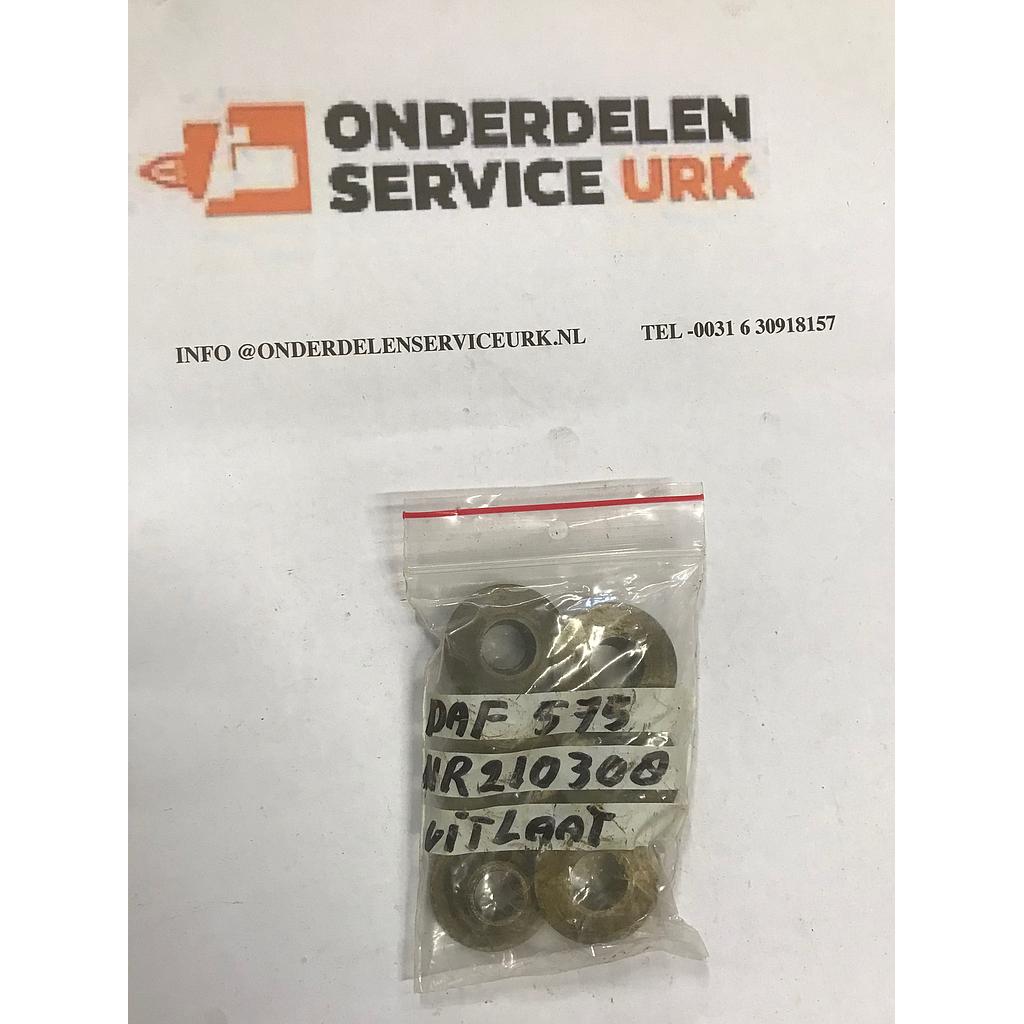 ONDERDELEN
SERVICE URK
INFO @ONDERDELENSERVICEURK.NL TEL -0031 6 30918157
DAF 575
NR210308
UITLAAT